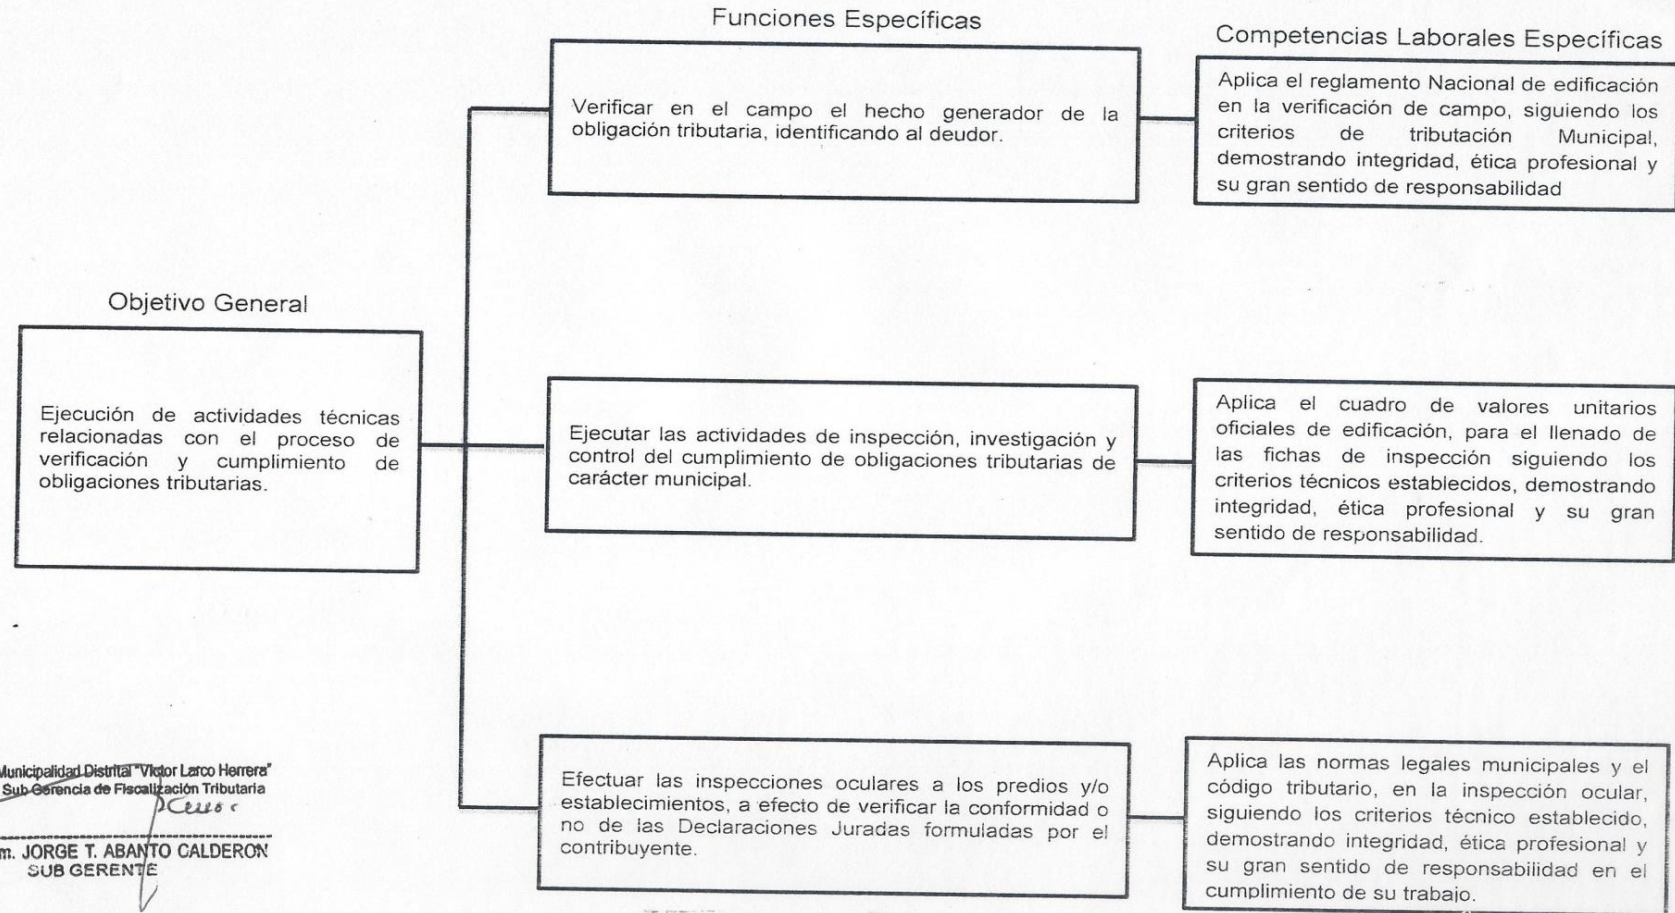 Funciones Específicas
Verificar en el campo el hecho generador de la
obligación tributaria, identificando al deudor.
Competencias Laborales Específicas
Aplica el reglamento Nacional de edificación
en la verificación de campo, siguiendo los
criterios de tributación Municipal,
demostrando integridad, ética profesional y
su gran sentido de responsabilidad
Objetivo General
Ejecución de actividades técnicas
relacionadas con el proceso de
verificación y cumplimiento de
obligaciones tributarias.
Ejecutar las actividades de inspección, investigación y
control del cumplimiento de obligaciones tributarias de
carácter municipal.
Aplica el cuadro de valores unitarios
oficiales de edificación, para el llenado de
las fichas de inspección siguiendo los
criterios técnicos establecidos, demostrando
integridad, ética profesional y su gran
sentido de responsabilidad.
Efectuar las inspecciones oculares a los predios y/o
establecimientos, a efecto de verificar la conformidad o
no de las Declaraciones Juradas formuladas por el
contribuyente.
Aplica las normas legales municipales y el
código tributario, en la inspección ocular,
siguiendo los criterios técnico establecido,
demostrando integridad, ética profesional y
su gran sentido de responsabilidad en el
cumplimiento de su trabajo.
Municipalidad Distrital "Victor Larco Herrera"
Sub Gerencia de Fiscalización Tributaria
m. JORGE T. ABANTO CALDERON
SUB GERENTE